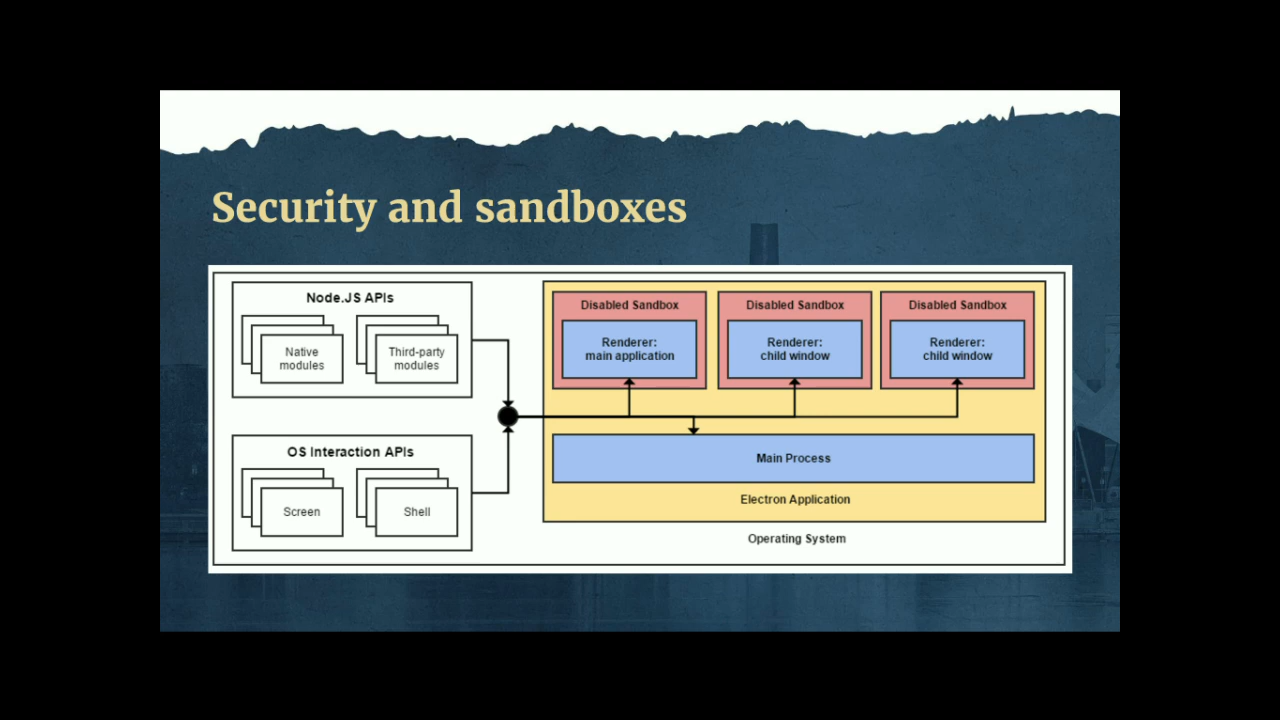 Security and sandboxes
Node.JS APIs
Native
modules
Third-party
modules
OS Interaction APIs
Screen
Shell
Disabled Sandbox
Renderer:
main application
Disabled Sandbox
Renderer:
child window
Disabled Sandbox
Renderer:
child window
Main Process
Electron Application
Operating System